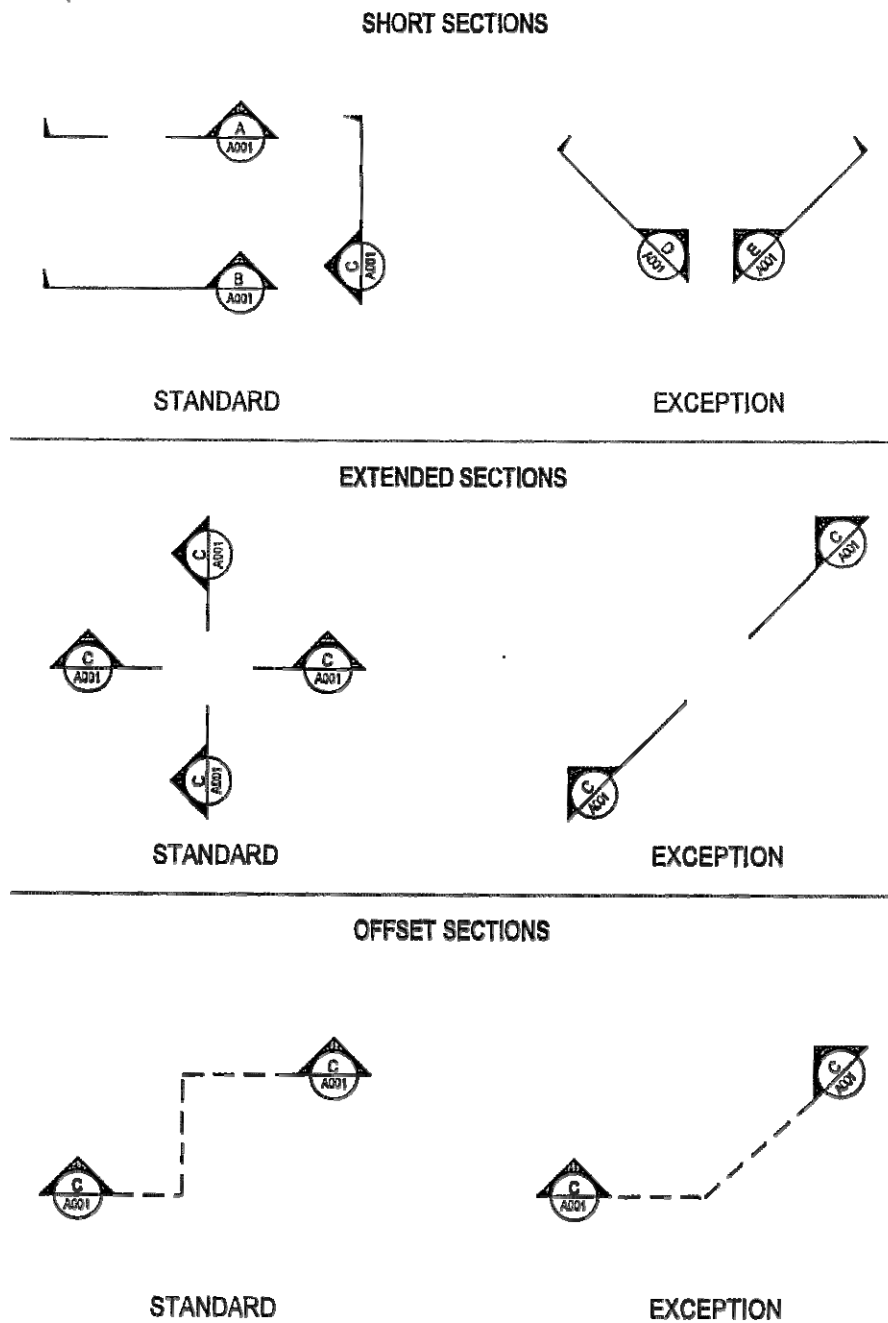 SHORT SECTIONS
A
A001
B
A001
C
A001
D
A001
E
A001
STANDARD
EXCEPTION
EXTENDED SECTIONS
C
A001
C
A001
C
A001
C
A001
C
A001
C
A001
STANDARD
EXCEPTION
OFFSET SECTIONS
C
A001
C
A001
C
A001
C
A001
STANDARD
EXCEPTION